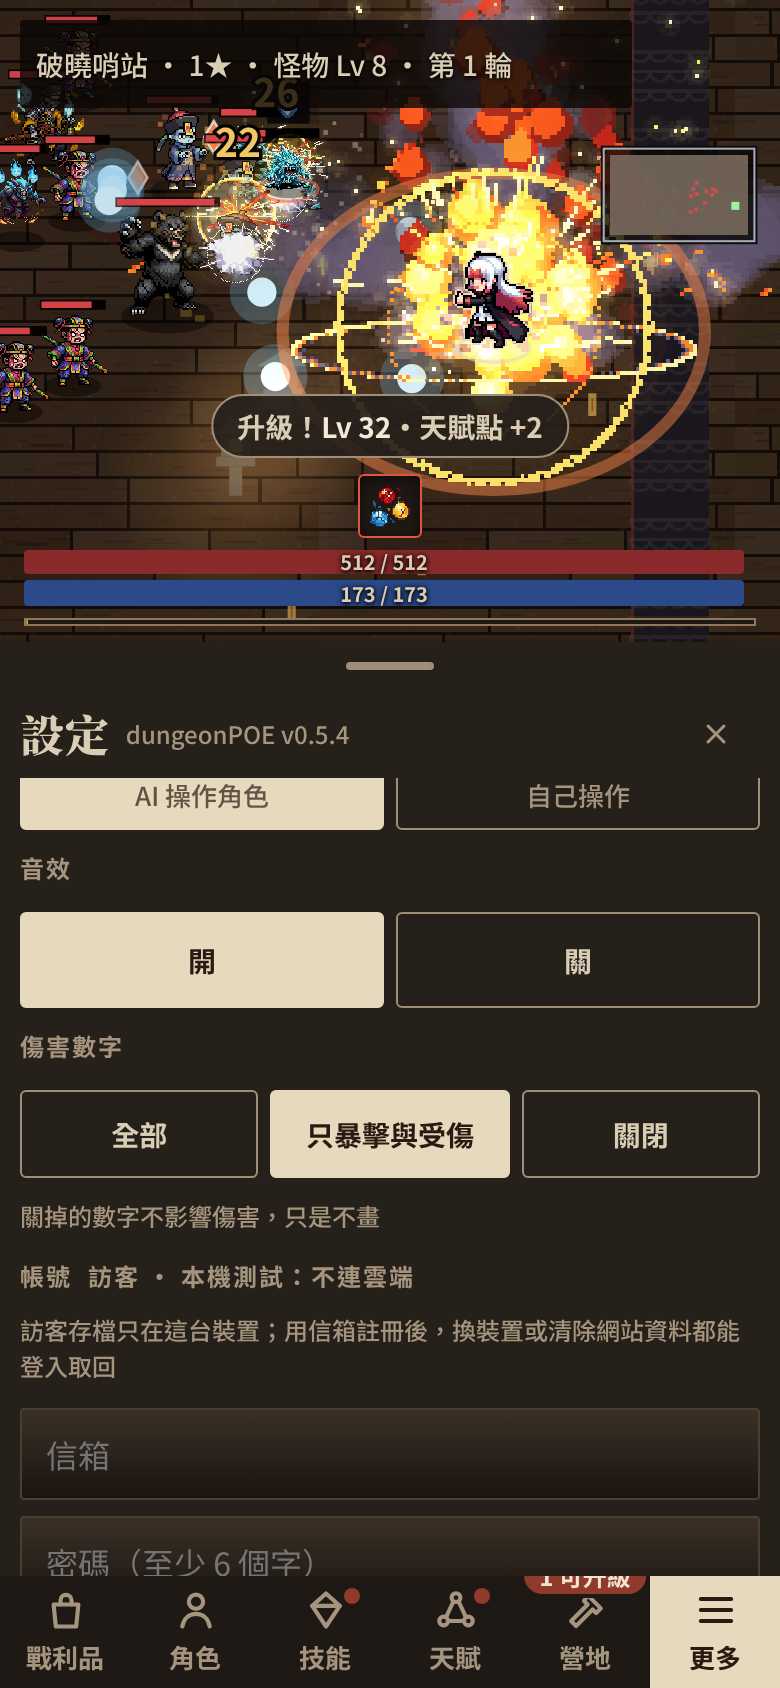 破曉哨站 • 1★ • 怪物 Lv 8 • 第 1 輪
26
22
升級！Lv 32・天賦點 +2
512 / 512
173 / 173
設定 dungeonPOE v0.5.4
AI 操作角色 自己操作
音效
開 關
傷害數字
全部 只暴擊與受傷 關閉
關掉的數字不影響傷害，只是不畫
帳號 訪客 • 本機測試：不連雲端
訪客存檔只在這台裝置；用信箱註冊後，換裝置或清除網站資料都能
登入取回
信箱
密碼（至少 6 個字）
1 可升級
戰利品 角色 技能 天賦 營地 更多